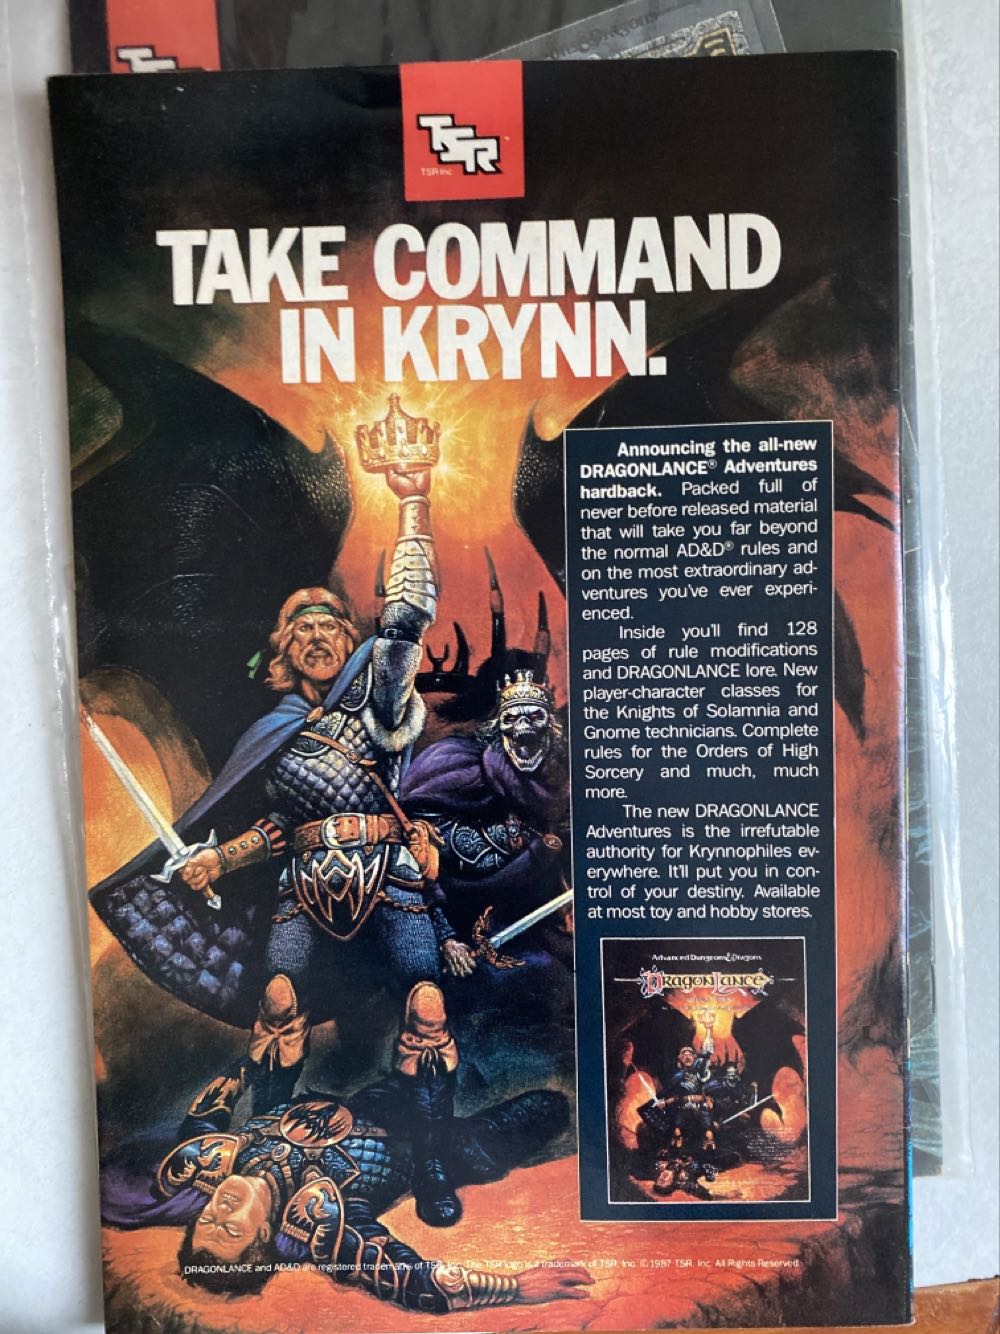 TSR
TSR Inc
TAKE COMMAND
IN KRYNN.
Announcing the all-new
DRAGONLANCE® Adventures
hardback. Packed full of
never before released material
that will take you far beyond
the normal AD&D® rules and
on the most extraordinary ad-
ventures you've ever experi-
enced.
Inside you'll find 128
pages of rule modifications
and DRAGONLANCE lore. New
player-character classes for
the Knights of Solamnia and
Gnome technicians. Complete
rules for the Orders of High
Sorcery and much, much
more.
The new DRAGONLANCE
Adventures is the irrefutable
authority for Krynnophiles ev-
erywhere. It'll put you in con-
trol of your destiny. Available
at most toy and hobby stores.
Advanced Dungeons & Dragons
DRAGONLANCE
DRAGONLANCE and AD&D are registered trademarks of TSR, Inc. The TSR logo is a trademark of TSR, Inc. © 1987 TSR, Inc. All Rights Reserved.